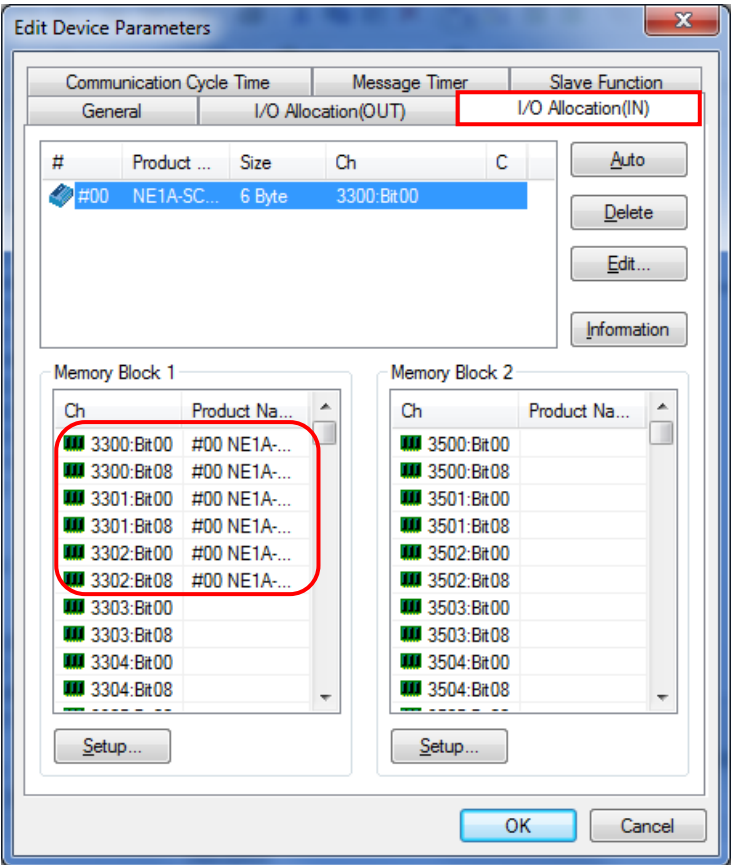 Edit Device Parameters
Communication Cycle Time Message Timer Slave Function
General I/O Allocation(OUT) I/O Allocation(IN)
# Product ... Size Ch C
#00 NE1A-SC... 6 Byte 3300:Bit00
Auto
Delete
Edit...
Information
Memory Block 1
Ch Product Na...
3300:Bit00 #00 NE1A-...
3300:Bit08 #00 NE1A-...
3301:Bit00 #00 NE1A-...
3301:Bit08 #00 NE1A-...
3302:Bit00 #00 NE1A-...
3302:Bit08 #00 NE1A-...
3303:Bit00
3303:Bit08
3304:Bit00
3304:Bit08
Setup...
Memory Block 2
Ch Product Na...
3500:Bit00
3500:Bit08
3501:Bit00
3501:Bit08
3502:Bit00
3502:Bit08
3503:Bit00
3503:Bit08
3504:Bit00
3504:Bit08
Setup...
OK Cancel